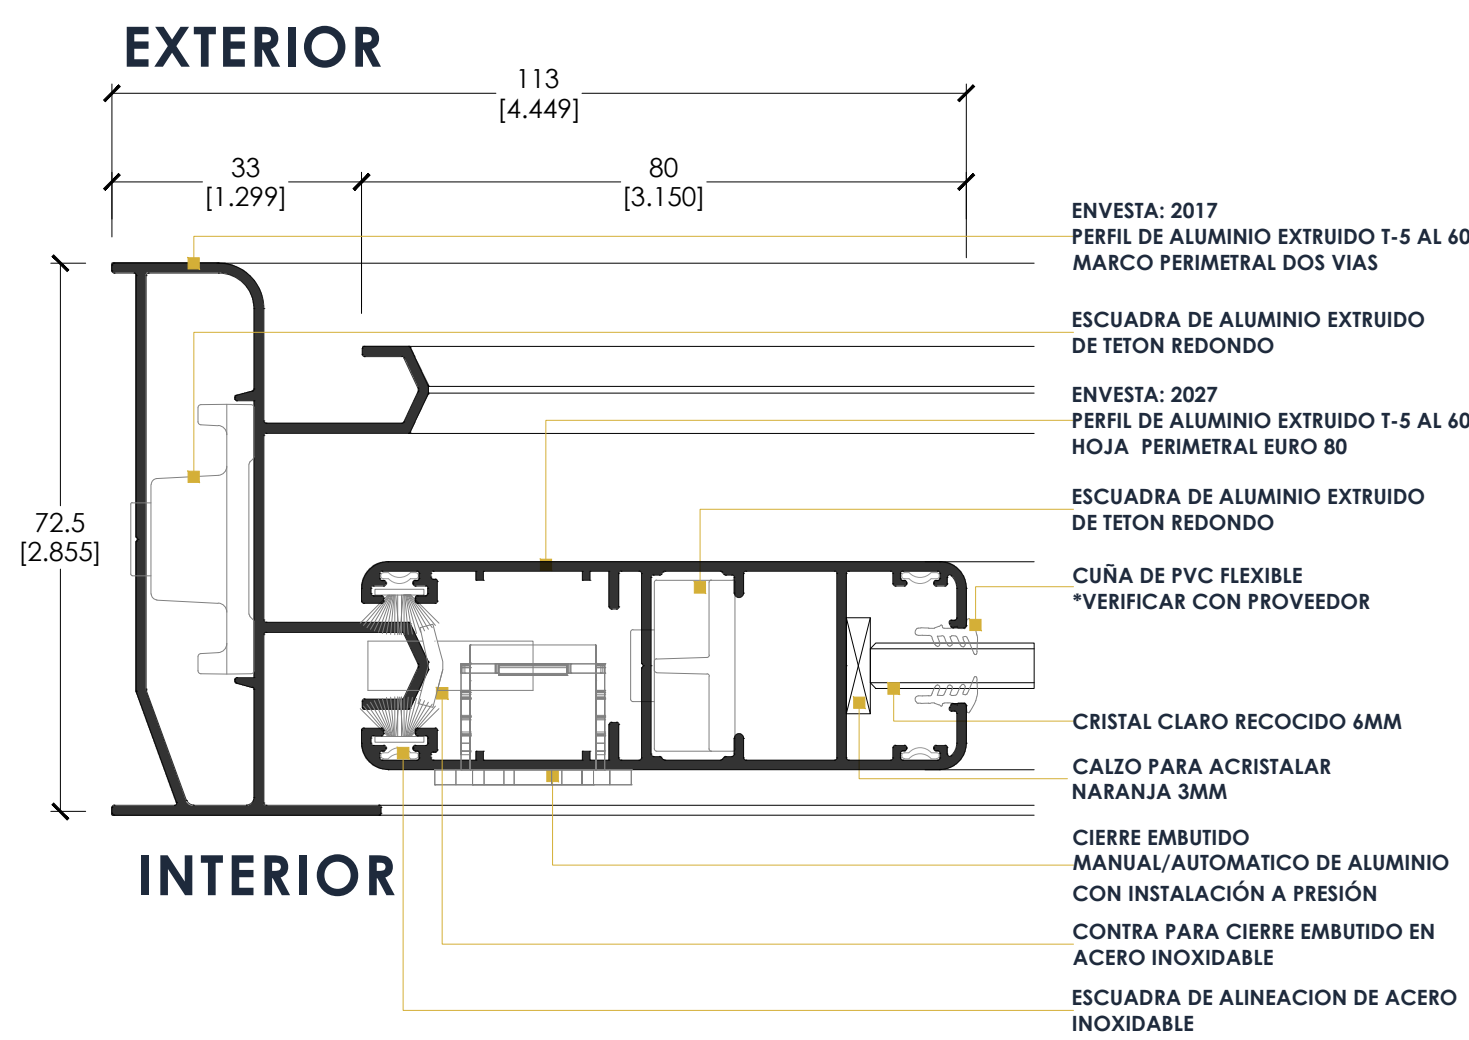 EXTERIOR
113
[4.449]
33
[1.299]
80
[3.150]
ENVESTA: 2017
PERFIL DE ALUMINIO EXTRUIDO T-5 AL 60
MARCO PERIMETRAL DOS VIAS
ESCUADRA DE ALUMINIO EXTRUIDO
DE TETON REDONDO
ENVESTA: 2027
PERFIL DE ALUMINIO EXTRUIDO T-5 AL 60
HOJA PERIMETRAL EURO 80
ESCUADRA DE ALUMINIO EXTRUIDO
DE TETON REDONDO
72.5
[2.855]
CUÑA DE PVC FLEXIBLE
*VERIFICAR CON PROVEEDOR
CRISTAL CLARO RECOCIDO 6MM
CALZO PARA ACRISTALAR
NARANJA 3MM
CIERRE EMBUTIDO
MANUAL/AUTOMATICO DE ALUMINIO
CON INSTALACIÓN A PRESIÓN
INTERIOR
CONTRA PARA CIERRE EMBUTIDO EN
ACERO INOXIDABLE
ESCUADRA DE ALINEACION DE ACERO
INOXIDABLE